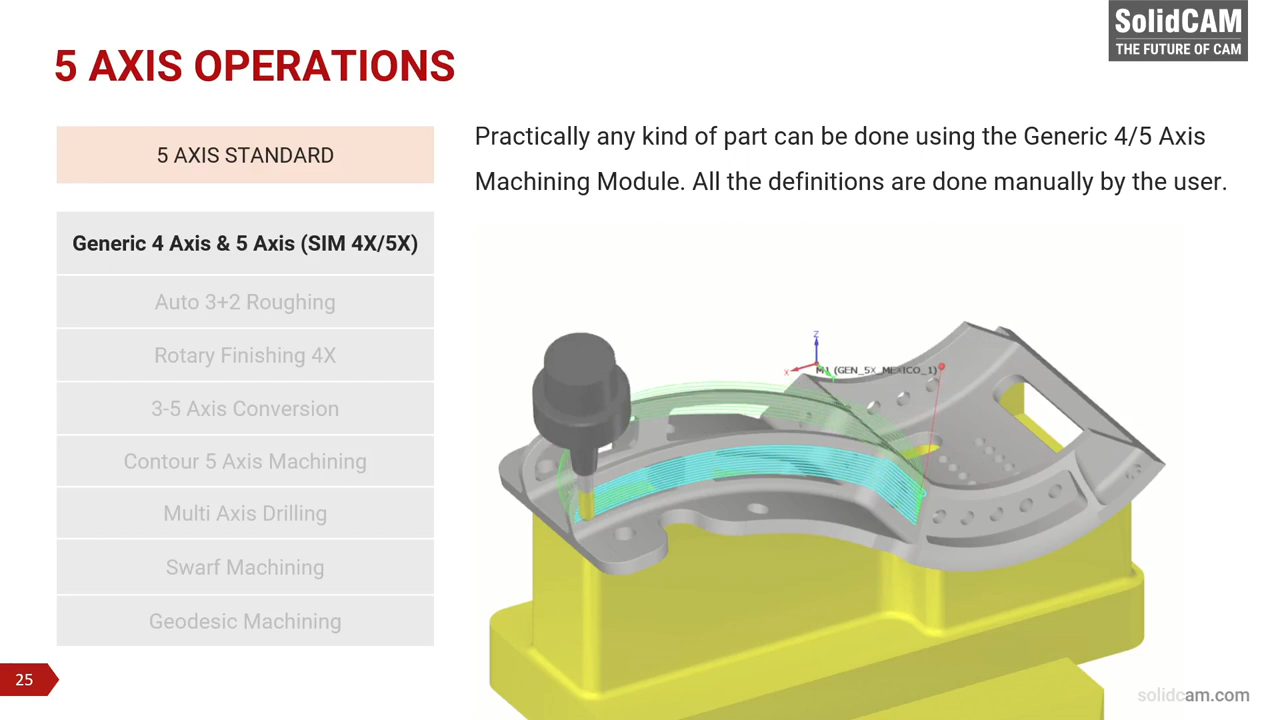 SolidCAM
THE FUTURE OF CAM
5 AXIS OPERATIONS
5 AXIS STANDARD
Generic 4 Axis & 5 Axis (SIM 4X/5X)
Auto 3+2 Roughing
Rotary Finishing 4X
3-5 Axis Conversion
Contour 5 Axis Machining
Multi Axis Drilling
Swarf Machining
Geodesic Machining
Practically any kind of part can be done using the Generic 4/5 Axis
Machining Module. All the definitions are done manually by the user.
Z
X
M1 (GEN_5X_MEXICO_1)
25
solidcam.com